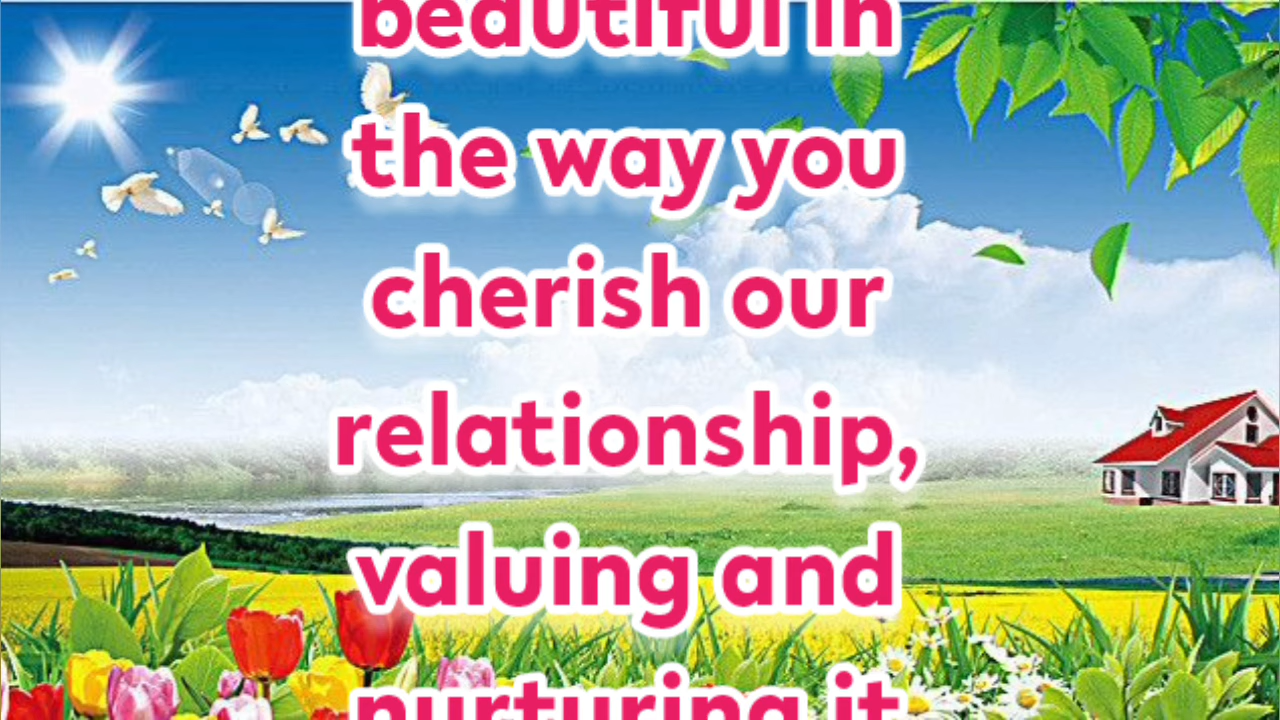 beautiful in
the way you
cherish our
relationship,
valuing and
nurturing it